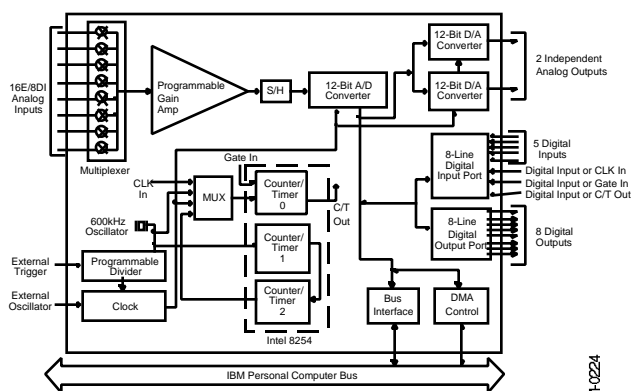 16E/8DI
Analog
Inputs
Multiplexer
Programmable
Gain
Amp
S/H
12-Bit A/D
Converter
12-Bit D/A
Converter
12-Bit D/A
Converter
2 Independent
Analog Outputs
8-Line
Digital
Input Port
5 Digital
Inputs
Digital Input or CLK In
Digital Input or Gate In
Digital Input or C/T Out
8-Line
Digital
Output Port
8 Digital
Outputs
Gate In
CLK
In
MUX
Counter/
Timer
0
C/T
Out
600kHz
Oscillator
Counter/
Timer
1
External
Trigger
Programmable
Divider
External
Oscillator
Clock
Counter/
Timer
2
Intel 8254
Bus
Interface
DMA
Control
IBM Personal Computer Bus